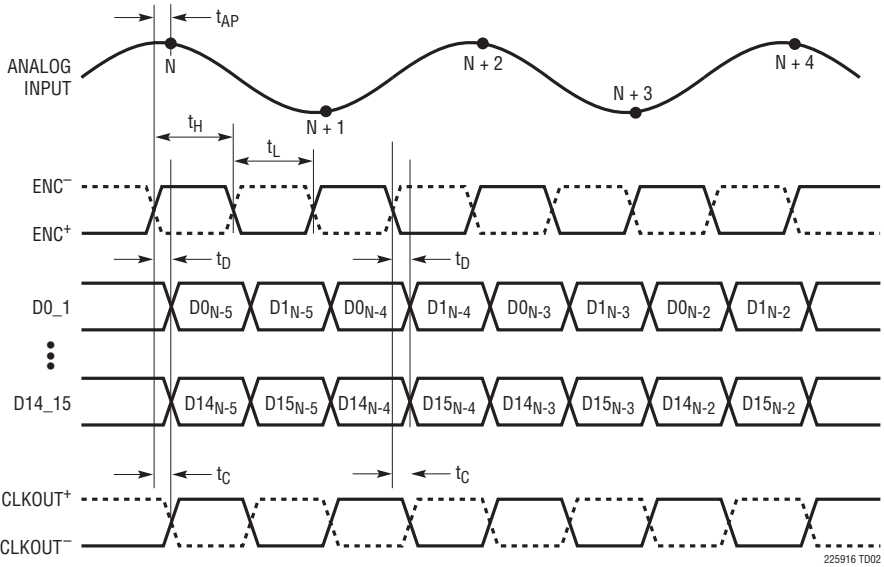 tAP
ANALOG
INPUT
N
N + 1
N + 2
N + 3
N + 4
tH
tL
ENC–
ENC+
tD
tD
D0_1
D0N-5
D1N-5
D0N-4
D1N-4
D0N-3
D1N-3
D0N-2
D1N-2
D14_15
D14N-5
D15N-5
D14N-4
D15N-4
D14N-3
D15N-3
D14N-2
D15N-2
tC
tC
CLKOUT+
CLKOUT–
225916 TD02